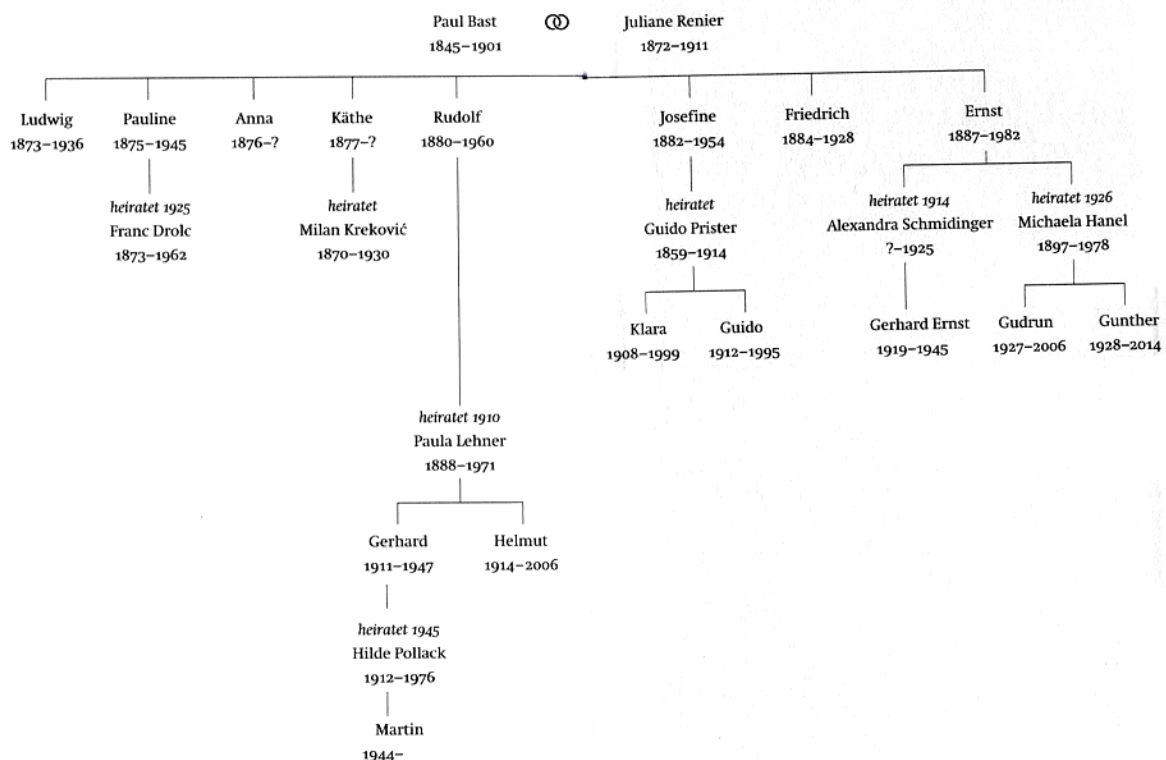 Paul Bast
1845–1901
Juliane Renier
1872–1911
Ludwig
1873–1936
Pauline
1875–1945
Anna
1876–?
Käthe
1877–?
Rudolf
1880–1960
Josefine
1882–1954
Friedrich
1884–1928
Ernst
1887–1982
heiratet 1925
Franc Drolc
1873–1962
heiratet
Milan Kreković
1870–1930
heiratet
Guido Prister
1859–1914
heiratet 1914
Alexandra Schmidinger
?–1925
heiratet 1926
Michaela Hanel
1897–1978
Klara
1908–1999
Guido
1912–1995
Gerhard Ernst
1919–1945
Gudrun
1927–2006
Gunther
1928–2014
heiratet 1910
Paula Lehner
1888–1971
Gerhard
1911–1947
Helmut
1914–2006
heiratet 1945
Hilde Pollack
1912–1976
Martin
1944–